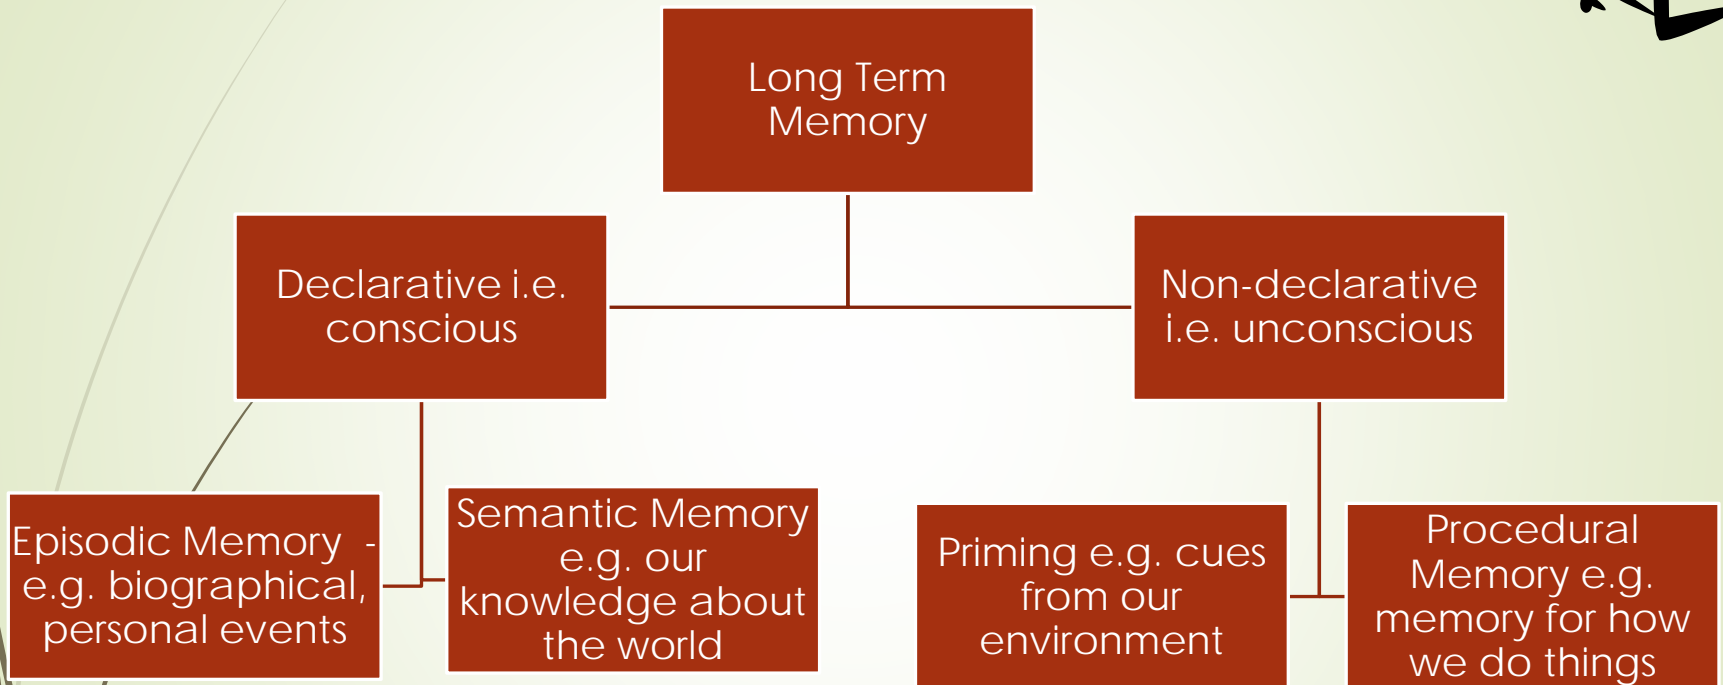 Long Term
Memory
Declarative i.e.
conscious
Non-declarative
i.e. unconscious
Episodic Memory -
e.g. biographical,
personal events
Semantic Memory
e.g. our
knowledge about
the world
Priming e.g. cues
from our
environment
Procedural
Memory e.g.
memory for how
we do things